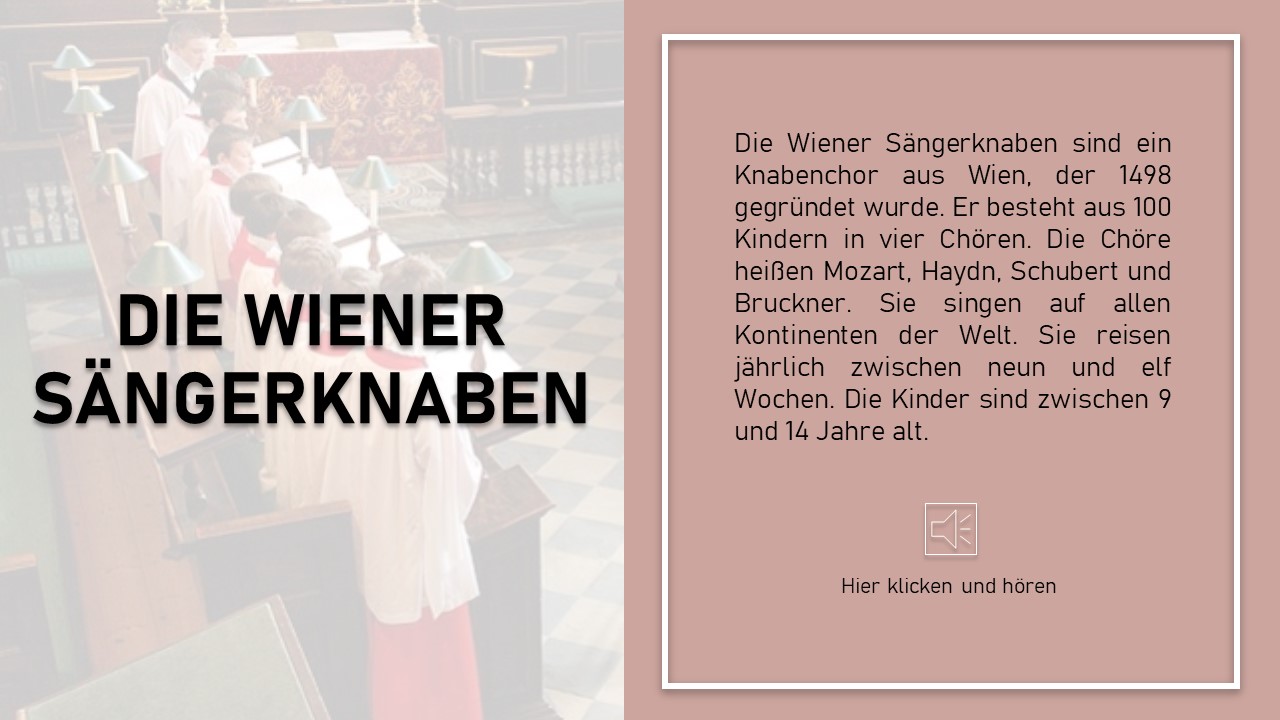 DIE WIENER
SÄNGERKNABEN
Die Wiener Sängerknaben sind ein
Knabenchor aus Wien, der 1498
gegründet wurde. Er besteht aus 100
Kindern in vier Chören. Die Chöre
heißen Mozart, Haydn, Schubert und
Bruckner. Sie singen auf allen
Kontinenten der Welt. Sie reisen
jährlich zwischen neun und elf
Wochen. Die Kinder sind zwischen 9
und 14 Jahre alt.
Hier klicken und hören